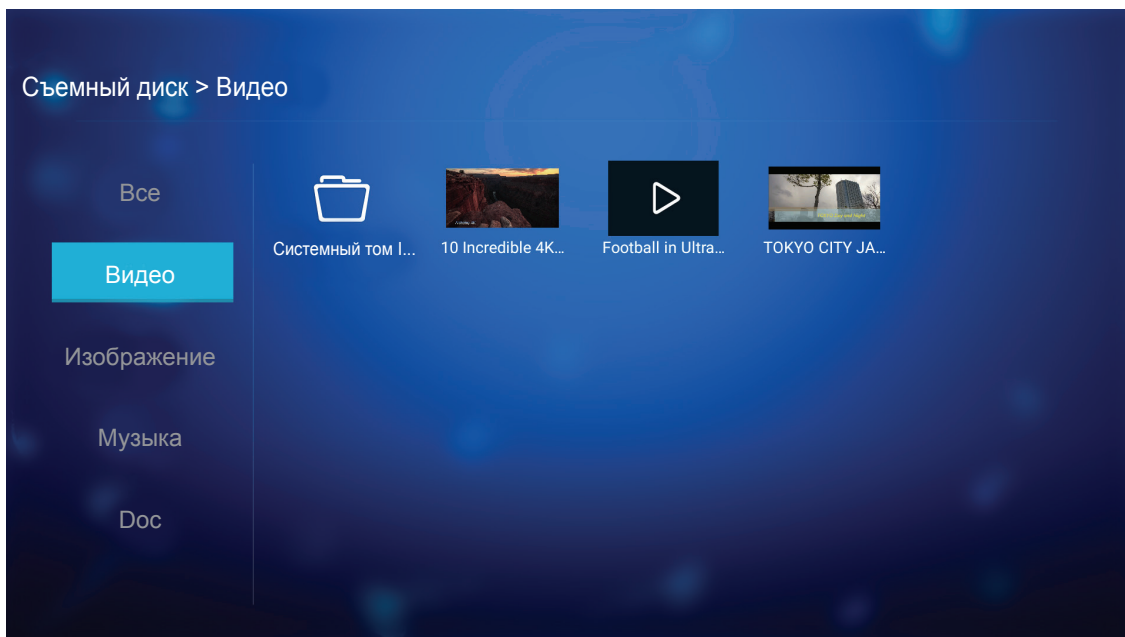 Съемный диск > Видео
Все
Видео
Изображение
Музыка
Doc
Системный том I...
10 Incredible 4K...
Football in Ultra...
TOKYO CITY JA...